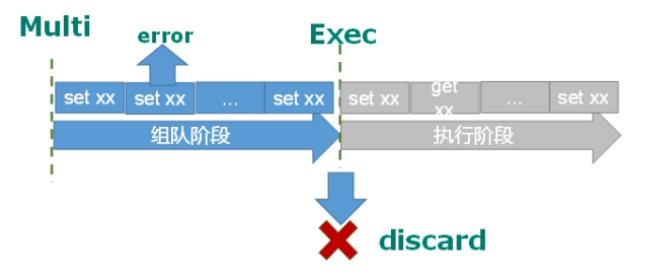 Multi
error
Exec
set xx
set xx
...
set xx
set xx
get xx
...
set xx
组队阶段
执行阶段
discard